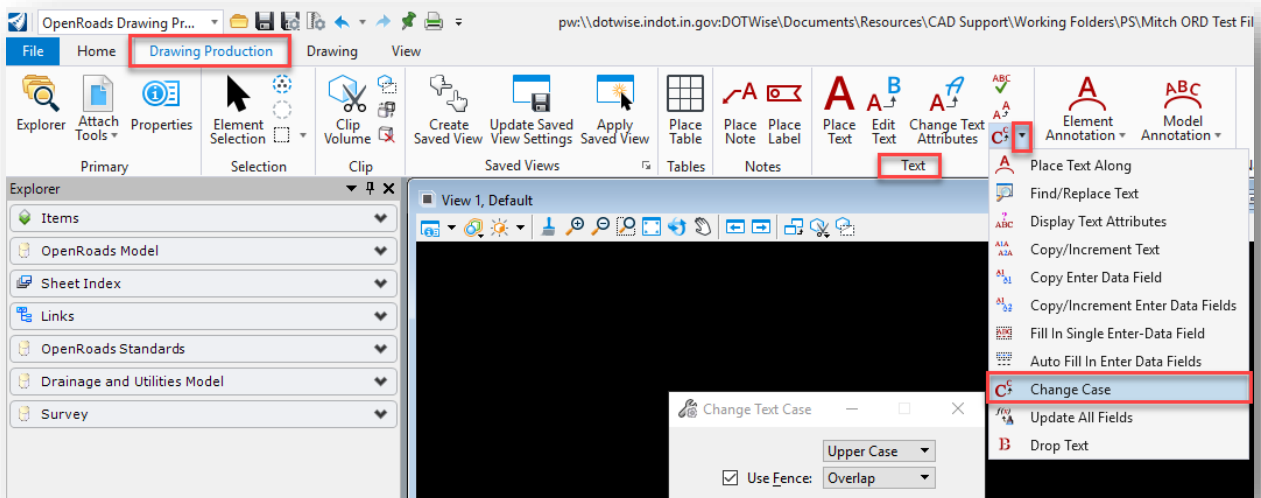 OpenRoads Drawing Pr...
pw:\\dotwise.indot.in.gov:DOTWise\Documents\Resources\CAD Support\Working Folders\PS\Mitch ORD Test Fil
File Home Drawing Production Drawing View
Explorer
Attach Tools
Properties
Element Selection
Clip Volume
Create Saved View
Update Saved View Settings
Apply Saved View
Place Table
Place Note
Place Label
Place Text
Edit Text
Change Text Attributes
Element Annotation
Model Annotation
Primary Selection Clip Saved Views Tables Notes Text
Explorer
Items
OpenRoads Model
Sheet Index
Links
OpenRoads Standards
Drainage and Utilities Model
Survey
View 1, Default
Place Text Along
Find/Replace Text
Display Text Attributes
Copy/Increment Text
Copy Enter Data Field
Copy/Increment Enter Data Fields
Fill In Single Enter-Data Field
Auto Fill In Enter Data Fields
Change Case
Update All Fields
Drop Text
Change Text Case
Upper Case
Use Fence: Overlap